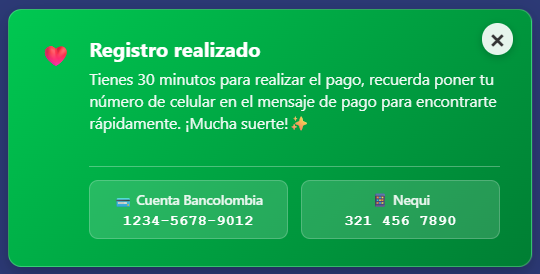 Registro realizado
Tienes 30 minutos para realizar el pago, recuerda poner tu
número de celular en el mensaje de pago para encontrarte
rápidamente. ¡Mucha suerte!✨
Cuenta Bancolombia
1234-5678-9012
Nequi
321 456 7890